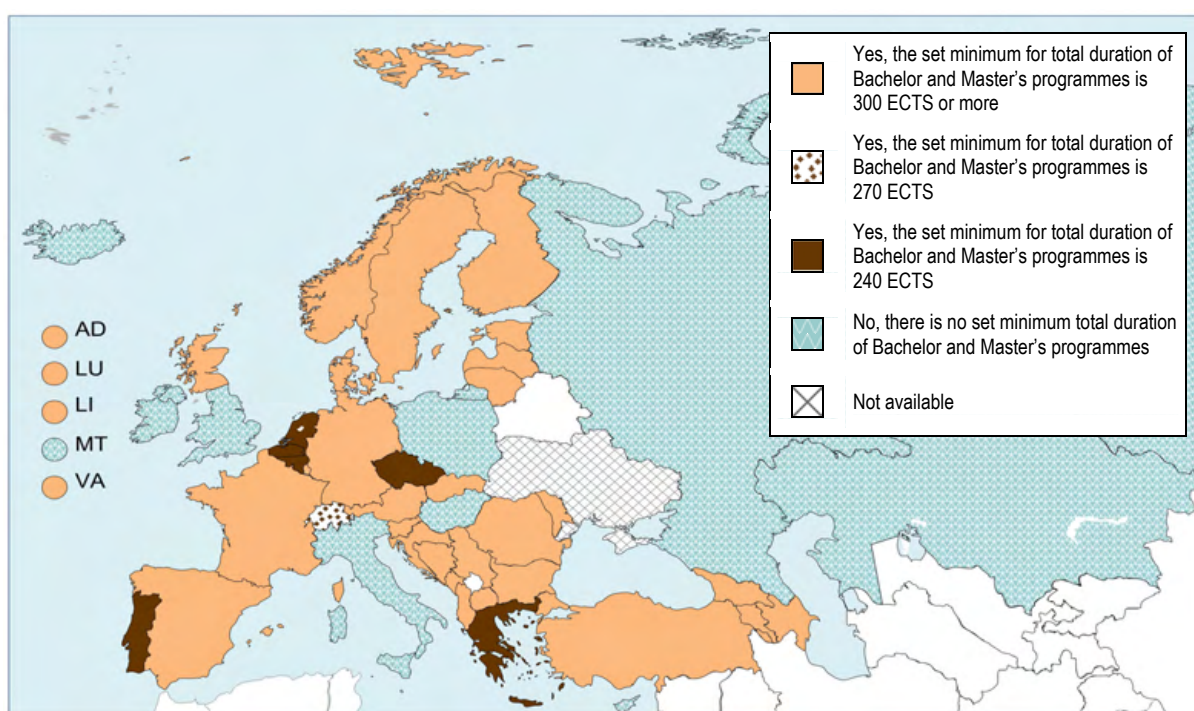 Yes, the set minimum for total duration of
Bachelor and Master’s programmes is
300 ECTS or more
Yes, the set minimum for total duration of
Bachelor and Master’s programmes is
270 ECTS
Yes, the set minimum for total duration of
Bachelor and Master’s programmes is
240 ECTS
No, there is no set minimum total duration
of Bachelor and Master’s programmes
Not available
AD
LU
LI
MT
VA